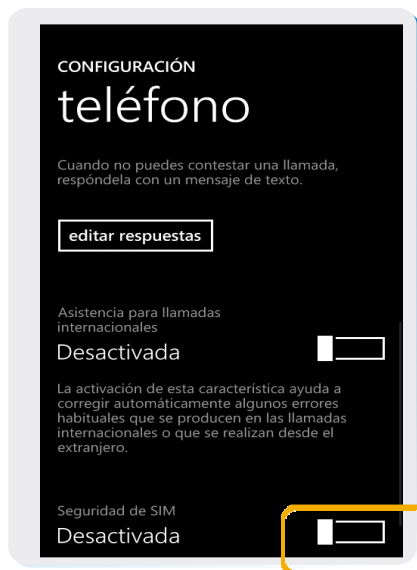 CONFIGURACIÓN
teléfono
Cuando no puedes contestar una llamada,
respóndela con un mensaje de texto.
editar respuestas
Asistencia para llamadas
internacionales
Desactivada
La activación de esta característica ayuda a
corregir automáticamente algunos errores
habituales que se producen en las llamadas
internacionales o que se realizan desde el
extranjero.
Seguridad de SIM
Desactivada